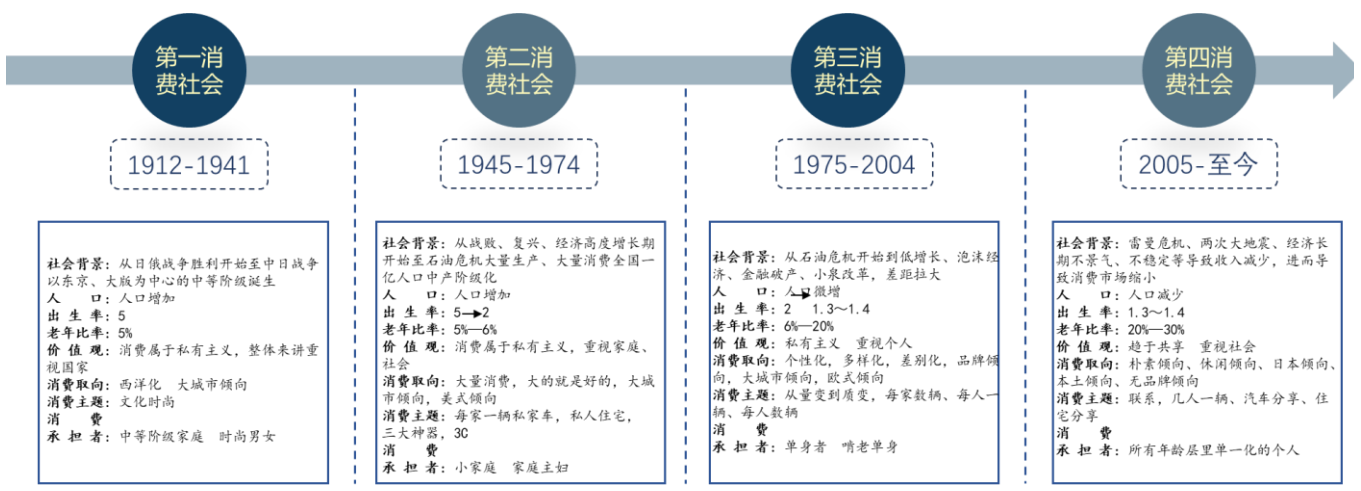 第一消
费社会
第二消
费社会
第三消
费社会
第四消
费社会
1912-1941
1945-1974
1975-2004
2005-至今
社会背景：从日俄战争胜利开始至中日战争
以东京、大版为中心的中等阶级诞生
人 口：人口增加
出 生 率：5
老年比率：5%
价 值 观：消费属于私有主义，整体来讲重
视国家
消费取向：西洋化 大城市倾向
消费主题：文化时尚
消 费
承 担 者：中等阶级家庭 时尚男女
社会背景：从战败、复兴、经济高度增长期
开始至石油危机大量生产、大量消费全国一
亿人口中产阶级化
人 口：人口增加
出 生 率：5→2
老年比率：5%—6%
价 值 观：消费属于私有主义，重视家庭、
社会
消费取向：大量消费，大的就是好的，大城
市倾向，美式倾向
消费主题：每家一辆私家车，私人住宅，
三大神器，3C
消 费
承 担 者：小家庭 家庭主妇
社会背景：从石油危机开始到低增长、泡沫经
济、金融破产、小泉改革，差距拉大
人 口：人口微增
出 生 率：2 → 1.3～1.4
老年比率：6%—20%
价 值 观：私有主义 重视个人
消费取向：个性化，多样化，差别化，品牌倾
向，大城市倾向，欧式倾向
消费主题：从量变到质变，每家数辆、每人一
辆、每人数辆
消 费
承 担 者：单身者 啃老单身
社会背景：雷曼危机、两次大地震、经济长
期不景气、不稳定等导致收入减少，进而导
致消费市场缩小
人 口：人口减少
出 生 率：1.3～1.4
老年比率：20%—30%
价 值 观：趋于共享 重视社会
消费取向：朴素倾向、休闲倾向、日本倾向、
本土倾向、无品牌倾向
消费主题：联系，几人一辆、汽车分享、住
宅分享
消 费
承 担 者：所有年龄层里单一化的个人